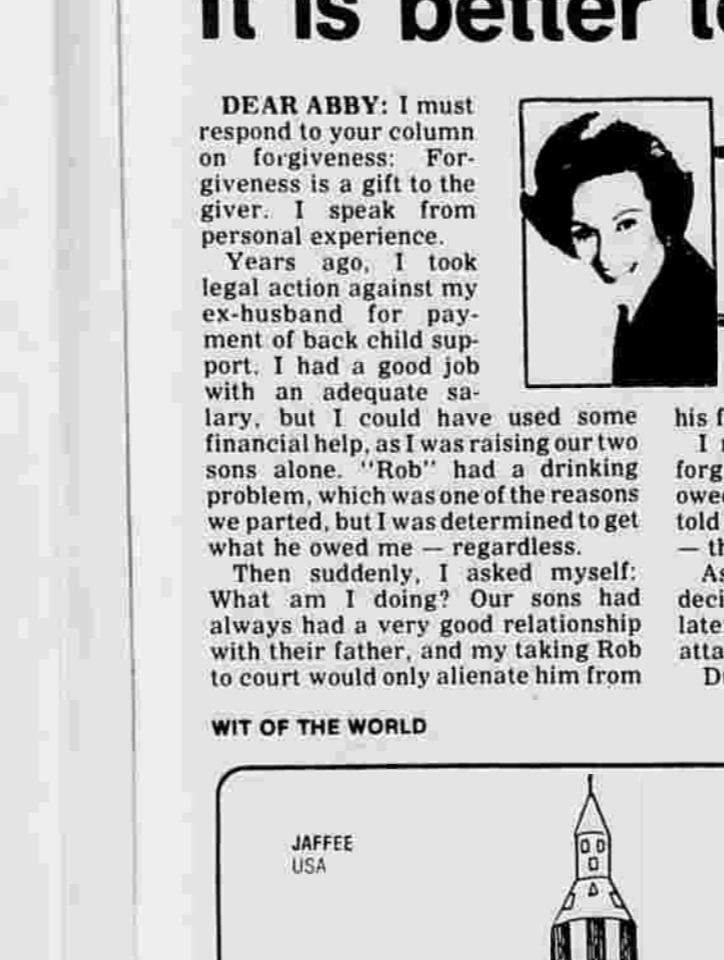 It is better to
DEAR ABBY: I must
respond to your column
on forgiveness: For-
giveness is a gift to the
giver. I speak from
personal experience.
Years ago, I took
legal action against my
ex-husband for pay-
ment of back child sup-
port. I had a good job
with an adequate sa-
lary, but I could have used some
financial help, as I was raising our two
sons alone. "Rob" had a drinking
problem, which was one of the reasons
we parted, but I was determined to get
what he owed me — regardless.
Then suddenly, I asked myself:
What am I doing? Our sons had
always had a very good relationship
with their father, and my taking Rob
to court would only alienate him from
his
I
forg
owe
told
— th
As
deci
late
atta
WIT OF THE WORLD
JAFFEE
USA